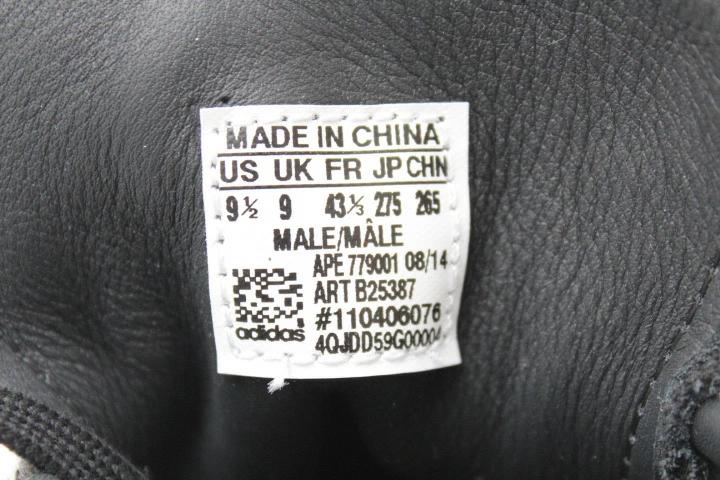 MADE IN CHINA
US UK FR JP CHN
9½ 9 43⅓ 275 265
MALE/MÂLE
APE 779001 08/14
ART B25387
#110406076
adidas 4QJDD59G00004